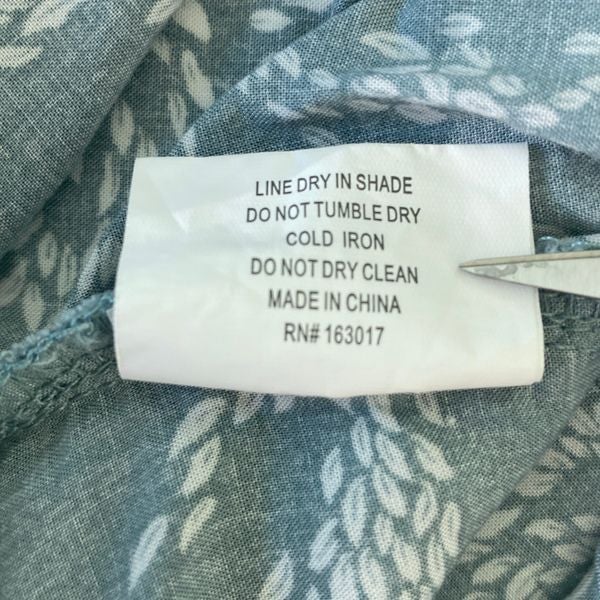 LINE DRY IN SHADE
DO NOT TUMBLE DRY
COLD IRON
DO NOT DRY CLEAN
MADE IN CHINA
RN# 163017